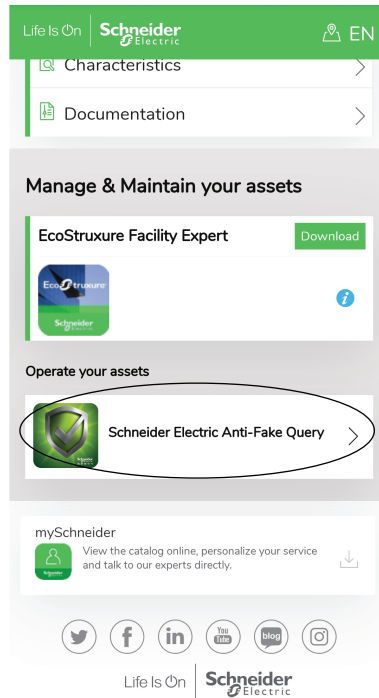 Life Is On Schneider Electric EN
Characteristics
Documentation
Manage & Maintain your assets
EcoStruxure Facility Expert Download
EcoStruxure
i
Schneider Electric
Operate your assets
Schneider Electric Anti-Fake Query
mySchneider
View the catalog online, personalize your service
and talk to our experts directly.
f in You Tube blog
Life Is On Schneider Electric